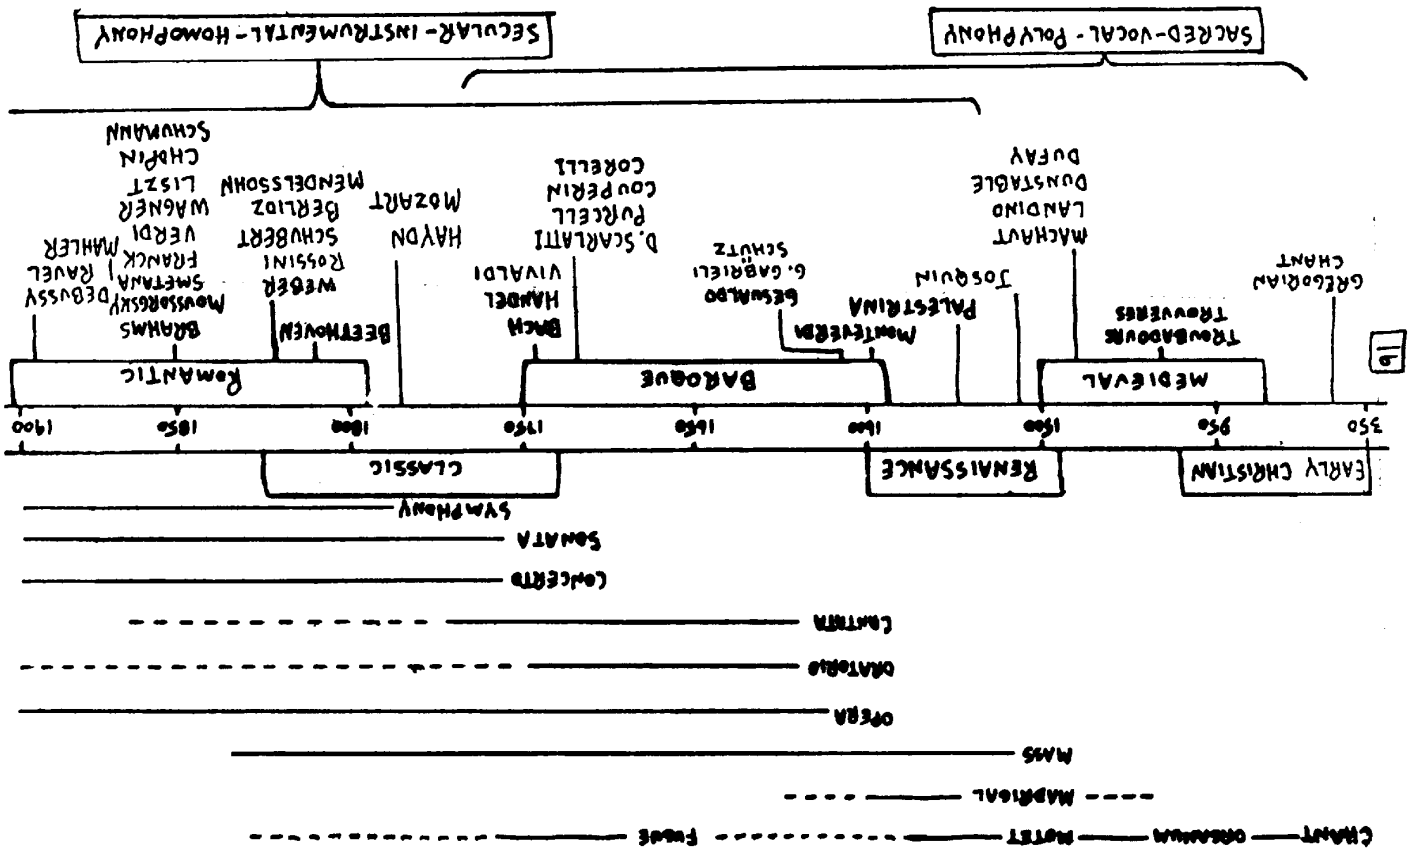 CHANT ORGANUM MOTET FUGUE
MADRIGAL
MASS
OPERA
ORATORIO
CANTATA
CONCERTO
SONATA
SYMPHONY
EARLY CHRISTIAN RENAISSANCE CLASSIC
350 950 1500 1600 1650 1750 1800 1850 1900
MEDIEVAL BAROQUE ROMANTIC
GREGORIAN
CHANT
TROUBADOURS
TROUVERES
MACHAUT
LANDINO
DUNSTABLE
DUFAY
JOSQUIN
PALESTRINA
MONTEVERDI
GESUALDO
G. GABRIELI
SCHÜTZ
D. SCARLATTI
PURCELL
COUPERIN
CORELLI
BACH
HANDEL
VIVALDI
HAYDN
MOZART
BEETHOVEN
WEBER
ROSSINI
SCHUBERT
BERLIOZ
MENDELSSOHN
BRAHMS
MOUSSORGSKY
SMETANA
FRANCK
VERDI
WAGNER
LISZT
CHOPIN
SCHUMANN
DEBUSSY
RAVEL
MAHLER
SACRED-VOCAL-POLYPHONY
SECULAR-INSTRUMENTAL-HOMOPHONY